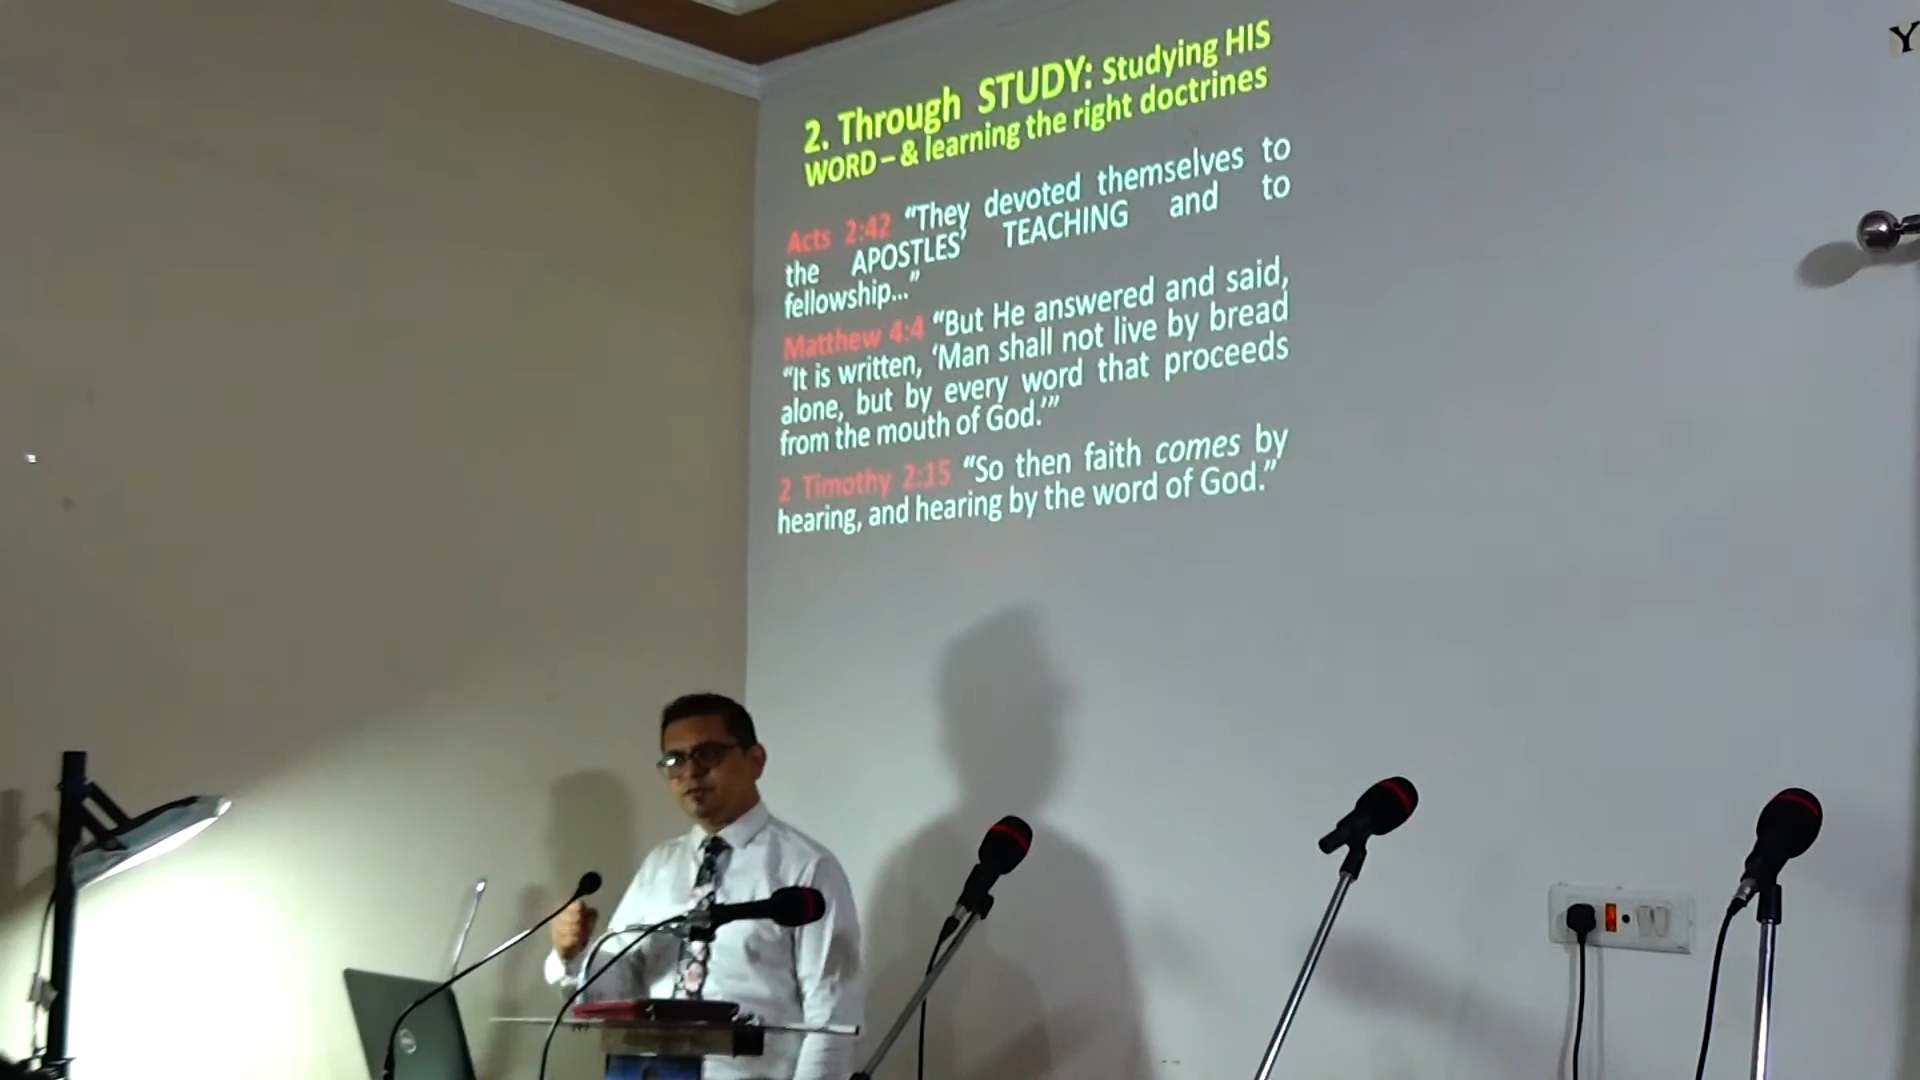 2. Through STUDY: Studying HIS
WORD – & learning the right doctrines
Acts 2:42 “They devoted themselves to
the APOSTLES’ TEACHING and to
fellowship...”
Matthew 4:4 “But He answered and said,
“It is written, ‘Man shall not live by bread
alone, but by every word that proceeds
from the mouth of God.’”
2 Timothy 2:15 “So then faith comes by
hearing, and hearing by the word of God.”
Y
DELL